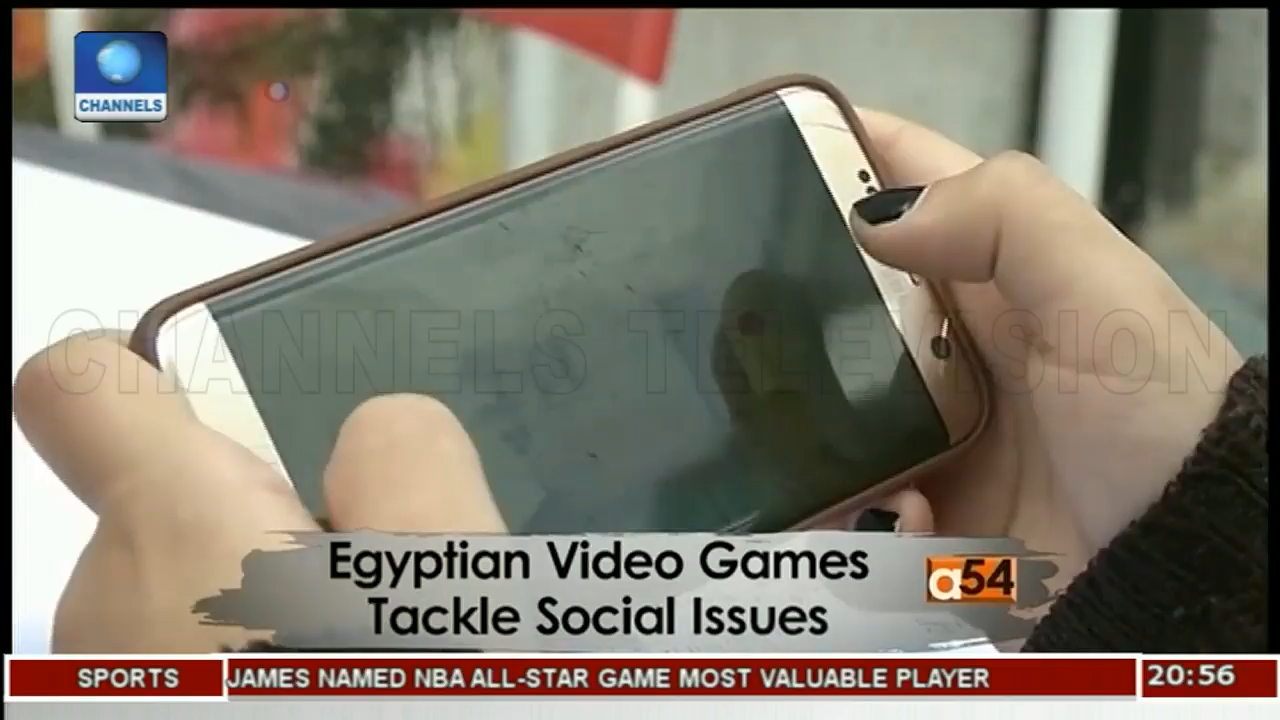 CHANNELS
CHANNELS TELEVISION
Egyptian Video Games
Tackle Social Issues
a54
SPORTS
JAMES NAMED NBA ALL-STAR GAME MOST VALUABLE PLAYER
20:56